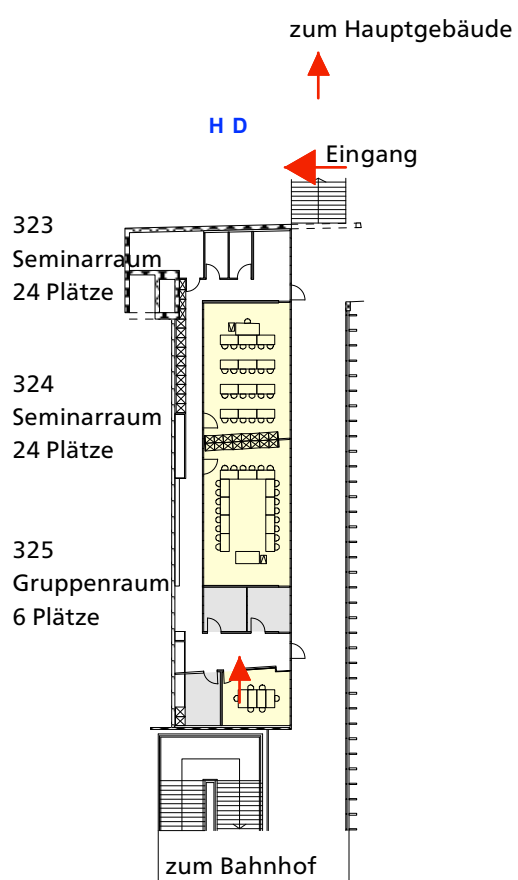 zum Hauptgebäude
H D
Eingang
323
Seminarraum
24 Plätze
324
Seminarraum
24 Plätze
325
Gruppenraum
6 Plätze
zum Bahnhof